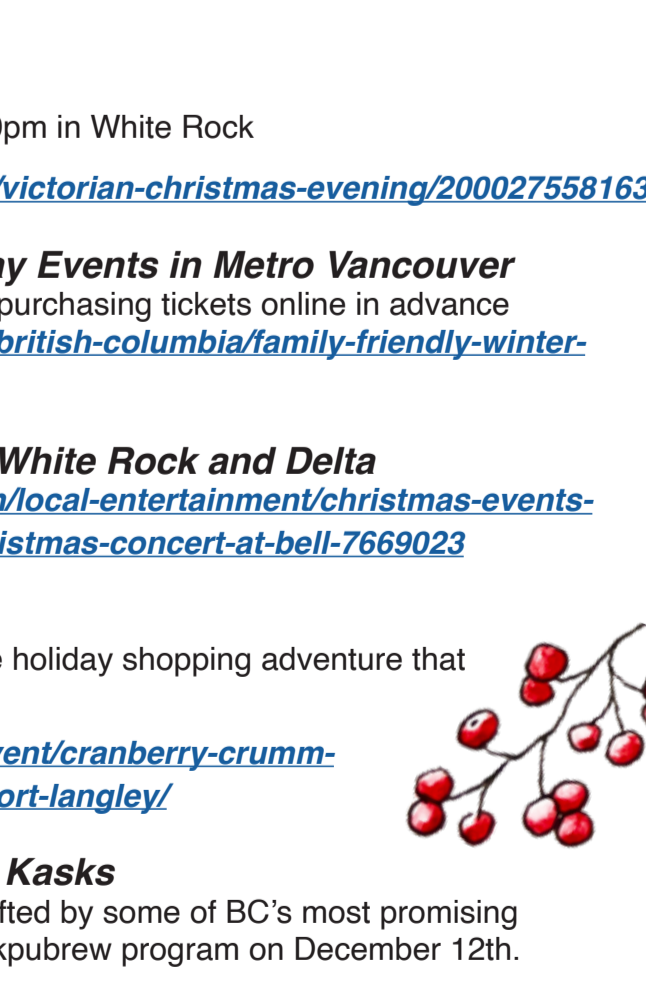 0pm in White Rock
/victorian-christmas-evening/200027558163
ay Events in Metro Vancouver
purchasing tickets online in advance
british-columbia/family-friendly-winter-
White Rock and Delta
/local-entertainment/christmas-events-
istmas-concert-at-bell-7669023
e holiday shopping adventure that
vent/cranberry-crumm-
ort-langley/
Kasks
fted by some of BC's most promising
kpubrew program on December 12th.